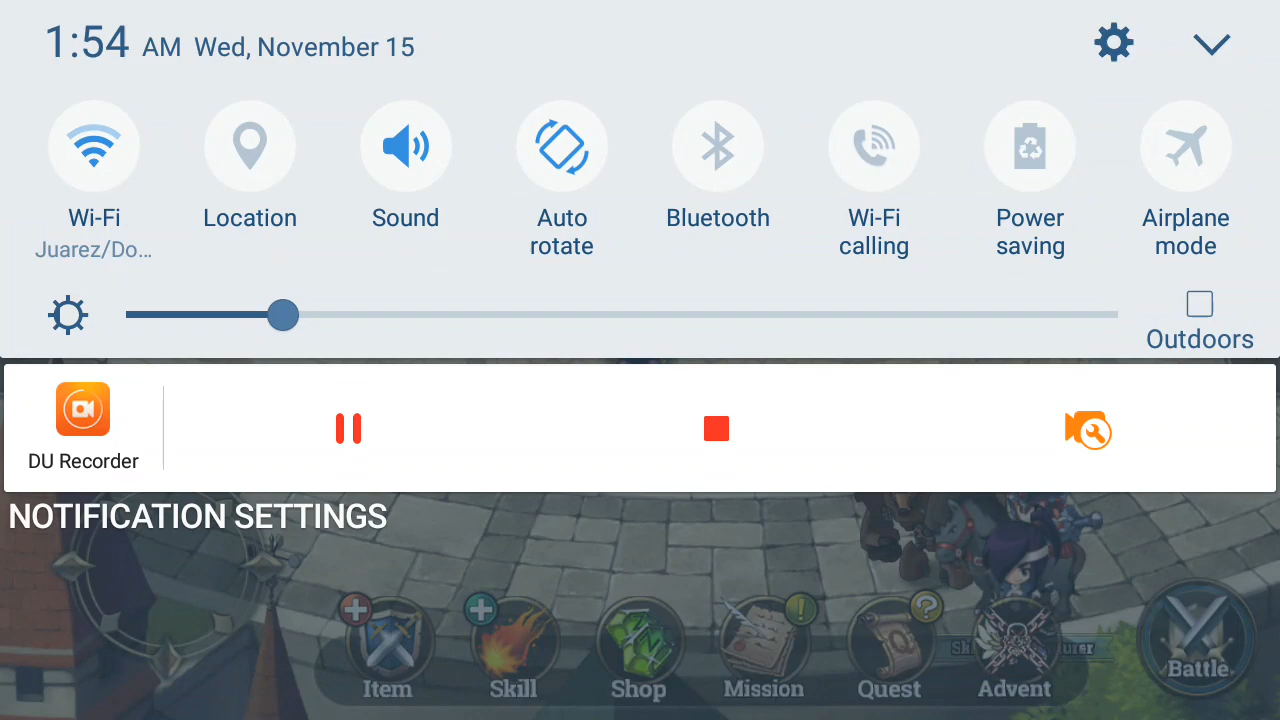 1:54 AM Wed, November 15
Wi-Fi
Juarez/Do...
Location
Sound
Auto
rotate
Bluetooth
Wi-Fi
calling
Power
saving
Airplane
mode
Outdoors
DU Recorder
NOTIFICATION SETTINGS
Item
Skill
Shop
Mission
Quest
Advent
Battle